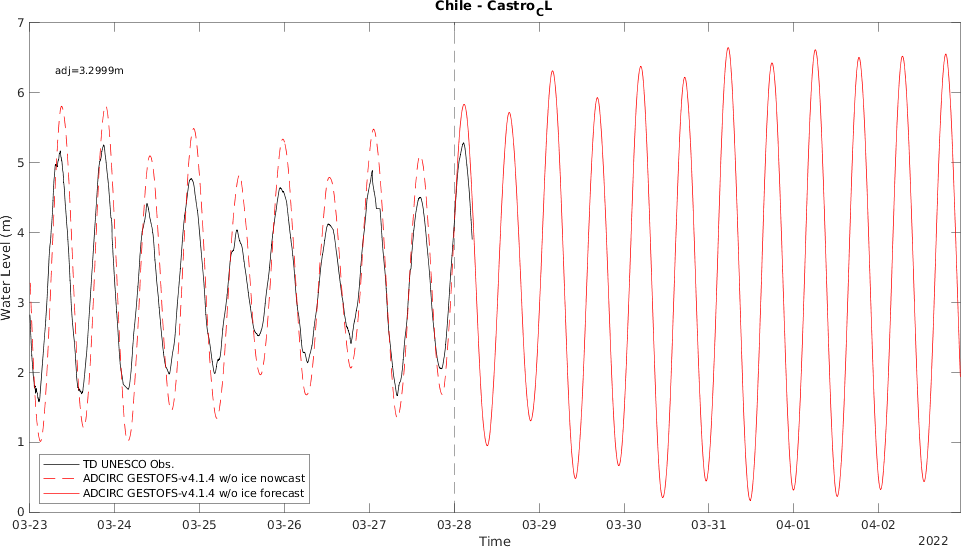 Chile - Castro_CL
adj=3.2999m
7
6
5
4
3
2
1
0
Water Level (m)
TD UNESCO Obs.
ADCIRC GESTOFS-v4.1.4 w/o ice nowcast
ADCIRC GESTOFS-v4.1.4 w/o ice forecast
03-23 03-24 03-25 03-26 03-27 03-28 03-29 03-30 03-31 04-01 04-02
Time
2022